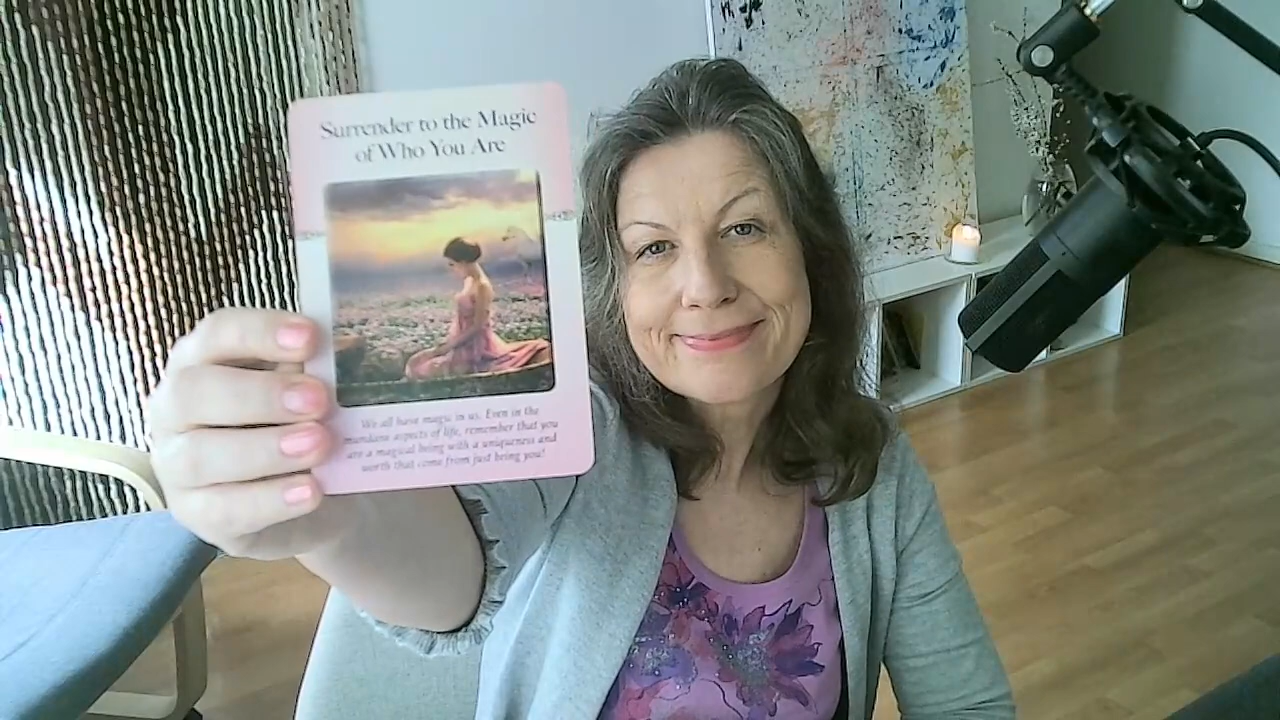 Surrender to the Magic
of Who You Are
We all have magic in us. Even in the
mundane aspects of life, remember that you
are a magical being with a uniqueness and
worth that come from just being you!